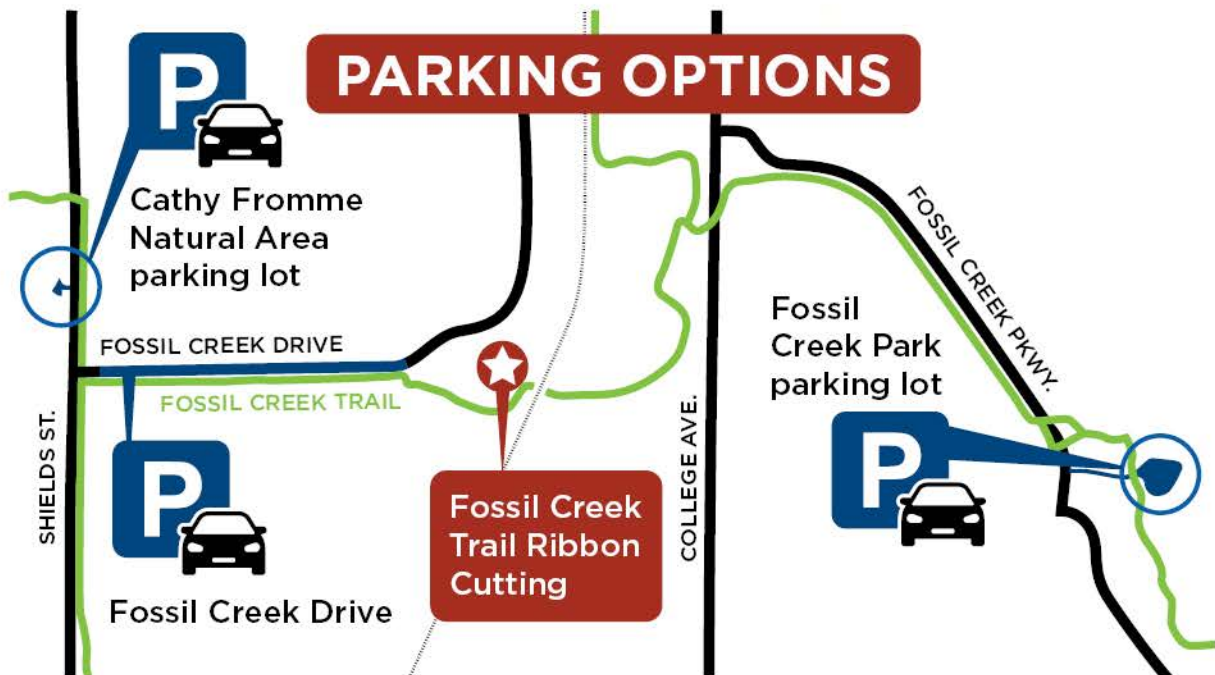 PARKING OPTIONS
P
Cathy Fromme
Natural Area
parking lot
FOSSIL CREEK DRIVE
FOSSIL CREEK TRAIL
SHIELDS ST.
P
Fossil Creek Drive
Fossil Creek
Trail Ribbon
Cutting
COLLEGE AVE.
FOSSIL CREEK PKWY.
Fossil
Creek Park
parking lot
P